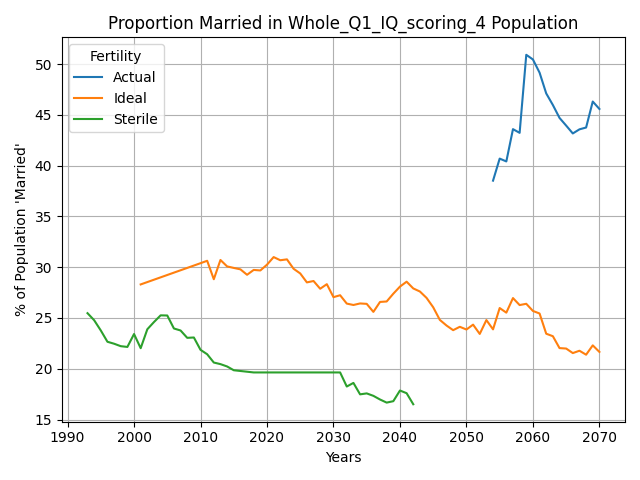 Proportion Married in Whole_Q1_IQ_scoring_4 Population
Fertility
Actual
Ideal
Sterile
% of Population 'Married'
50
45
40
35
30
25
20
15
1990
2000
2010
2020
2030
2040
2050
2060
2070
Years